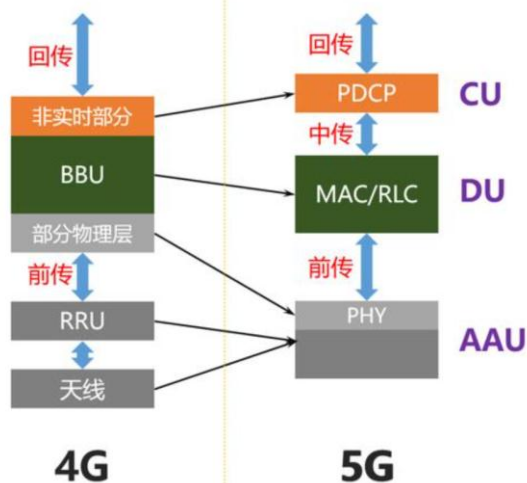 回传
非实时部分
BBU
部分物理层
前传
RRU
天线
4G
回传
PDCP
CU
中传
MAC/RLC
DU
前传
PHY
AAU
5G